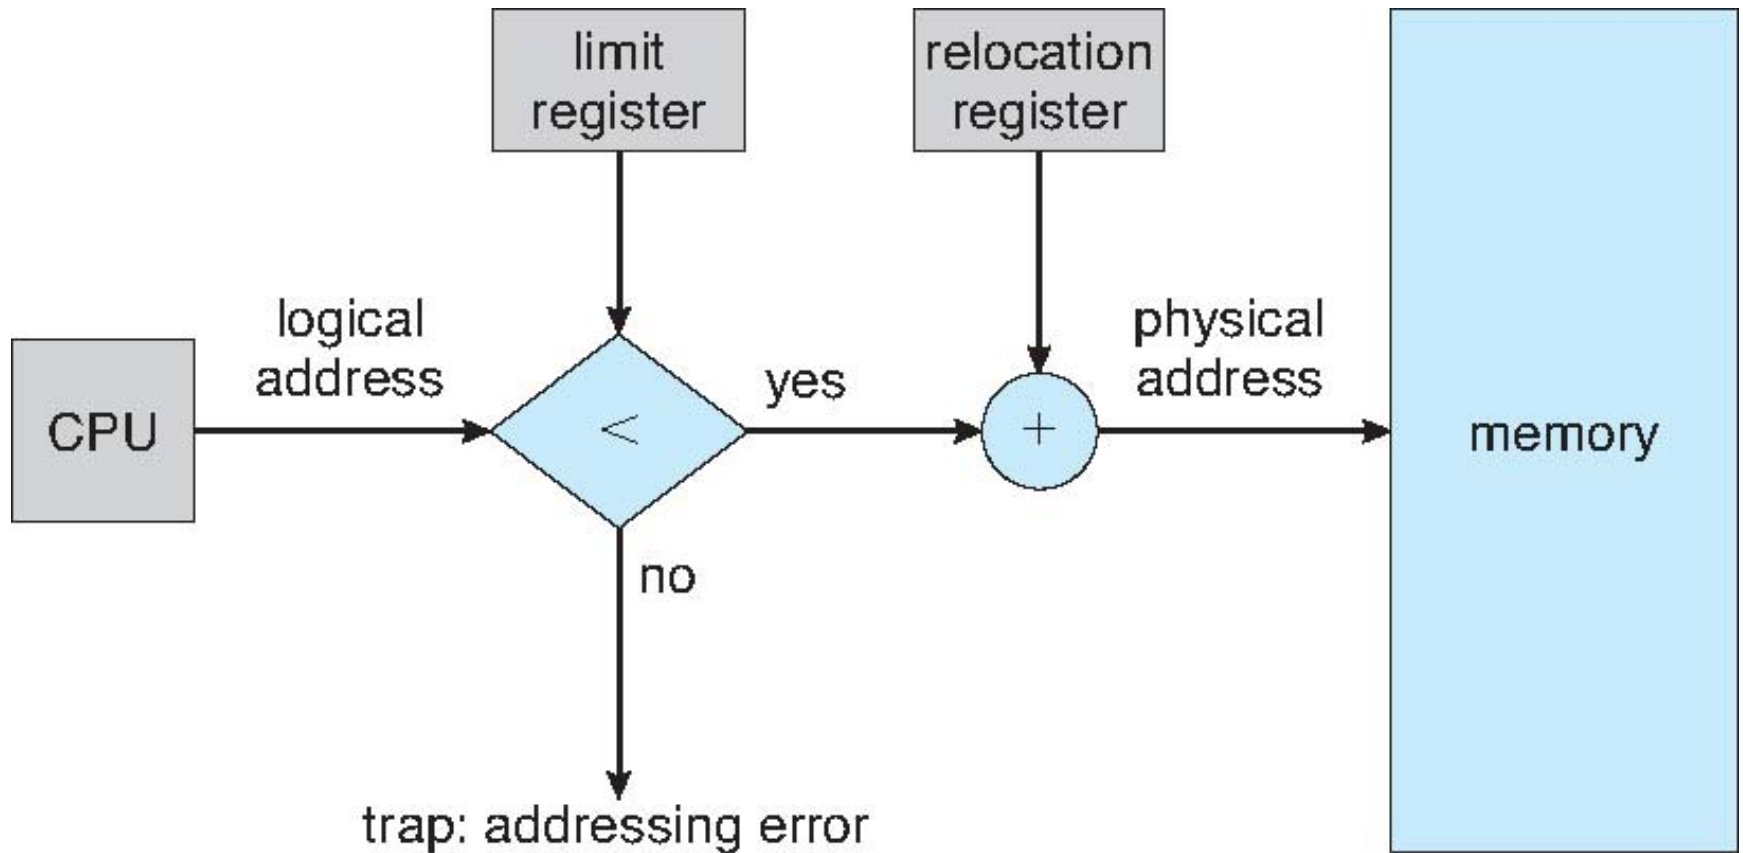 limit
register
relocation
register
logical
address
yes
physical
address
CPU
<
+
memory
no
trap: addressing error